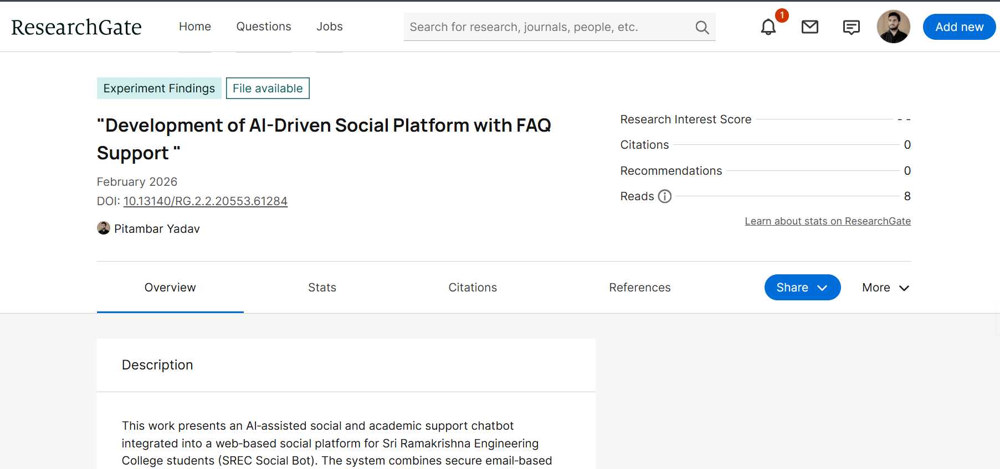 ResearchGate
Home
Questions
Jobs
Search for research, journals, people, etc.
1
Add new
Experiment Findings
File available
"Development of AI-Driven Social Platform with FAQ
Support "
February 2026
DOI: 10.13140/RG.2.2.20553.61284
Pitambar Yadav
Research Interest Score - -
Citations 0
Recommendations 0
Reads 8
Learn about stats on ResearchGate
Overview
Stats
Citations
References
Share
More
Description
This work presents an AI-assisted social and academic support chatbot
integrated into a web-based social platform for Sri Ramakrishna Engineering
College students (SREC Social Bot). The system combines secure email-based